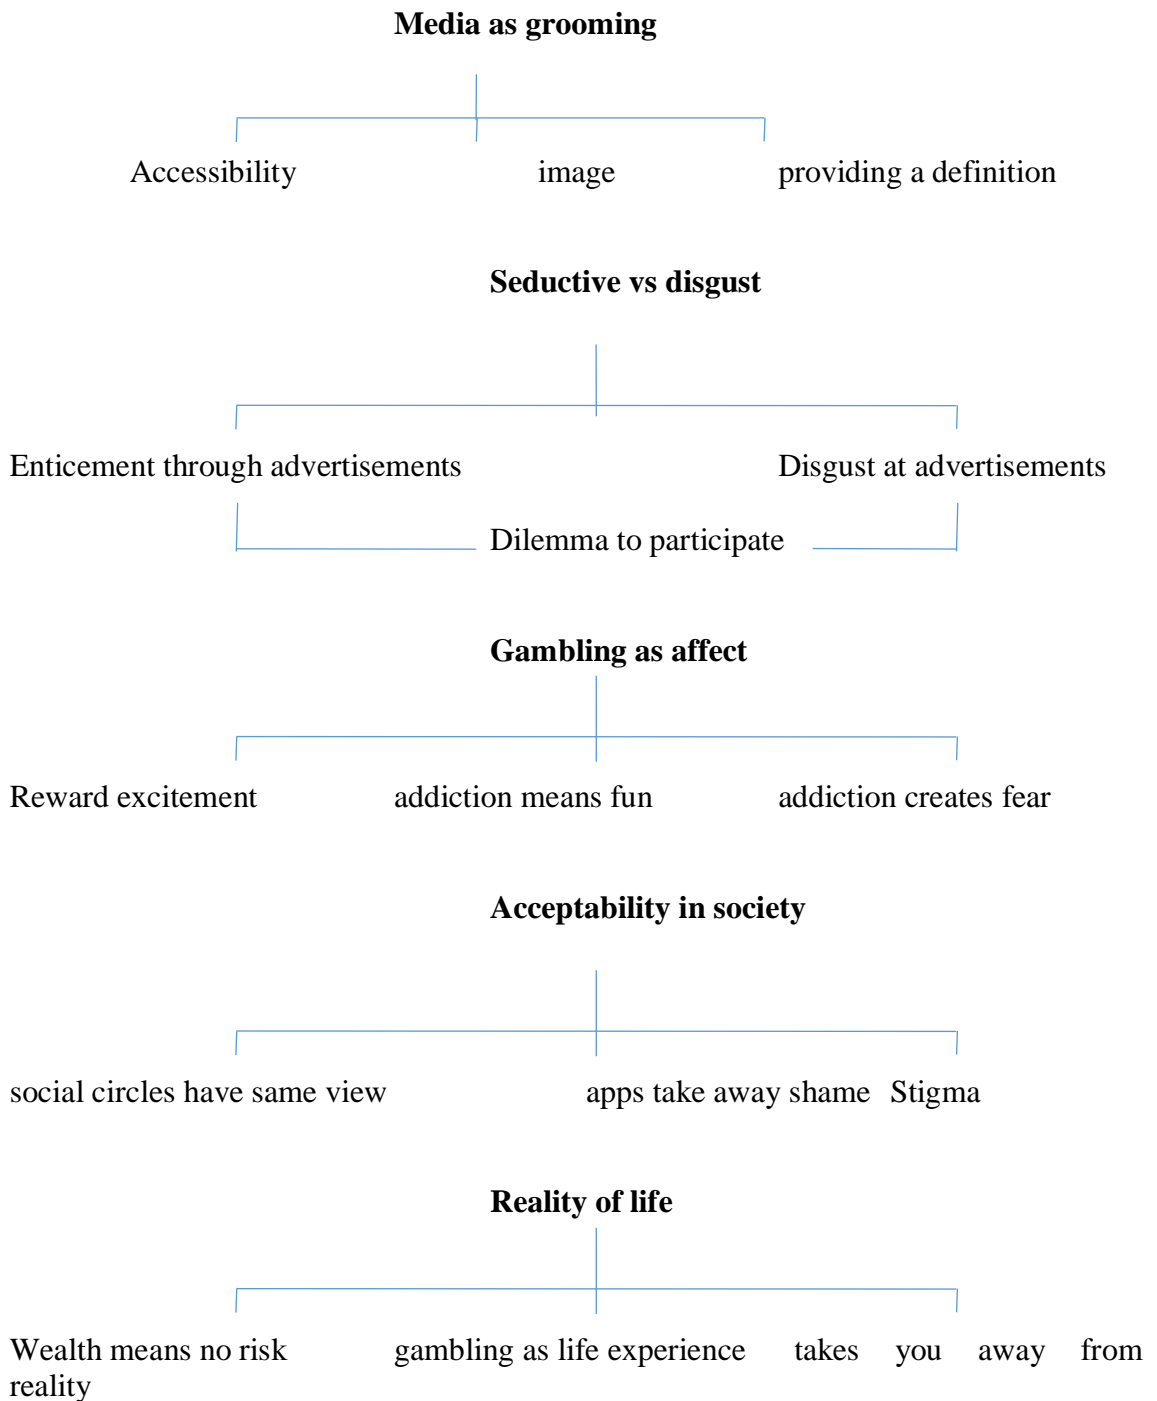 Media as grooming
Accessibility image providing a definition
Seductive vs disgust
Enticement through advertisements Disgust at advertisements
Dilemma to participate
Gambling as affect
Reward excitement addiction means fun addiction creates fear
Acceptability in society
social circles have same view apps take away shame Stigma
Reality of life
Wealth means no risk gambling as life experience takes you away from
reality